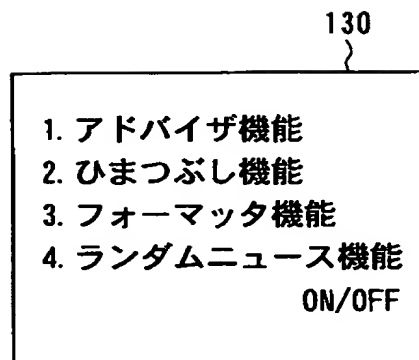 130
1. アドバイザ機能
2. ひまつぶし機能
3. フォーマッタ機能
4. ランダムニュース機能
ON/OFF